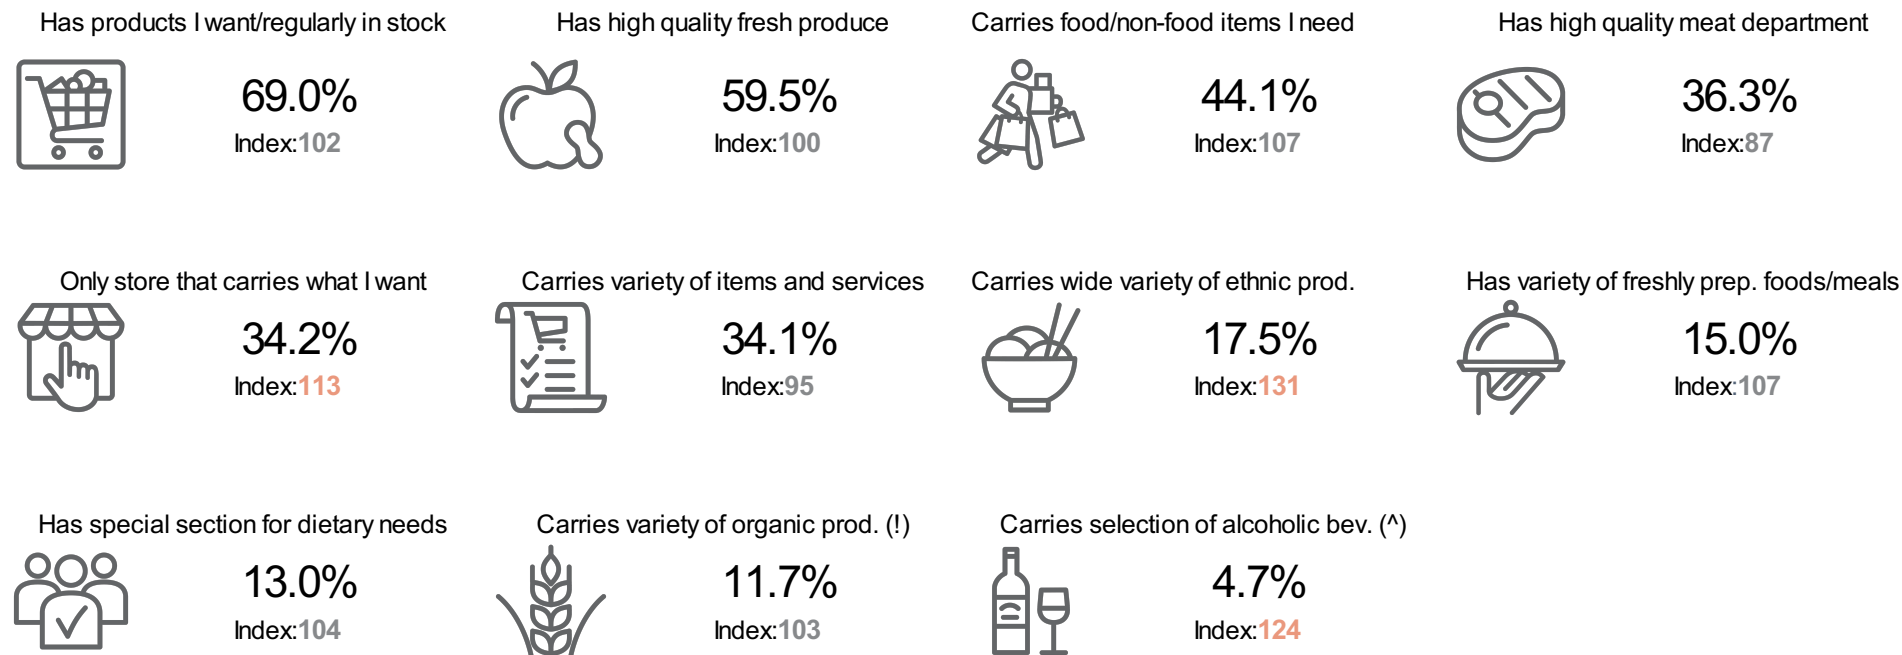 Has products I want/regularly in stock
69.0%
Index:102
Has high quality fresh produce
59.5%
Index:100
Carries food/non-food items I need
44.1%
Index:107
Has high quality meat department
36.3%
Index:87
Only store that carries what I want
34.2%
Index:113
Carries variety of items and services
34.1%
Index:95
Carries wide variety of ethnic prod.
17.5%
Index:131
Has variety of freshly prep. foods/meals
15.0%
Index:107
Has special section for dietary needs
13.0%
Index:104
Carries variety of organic prod. (!)
11.7%
Index:103
Carries selection of alcoholic bev. (^)
4.7%
Index:124